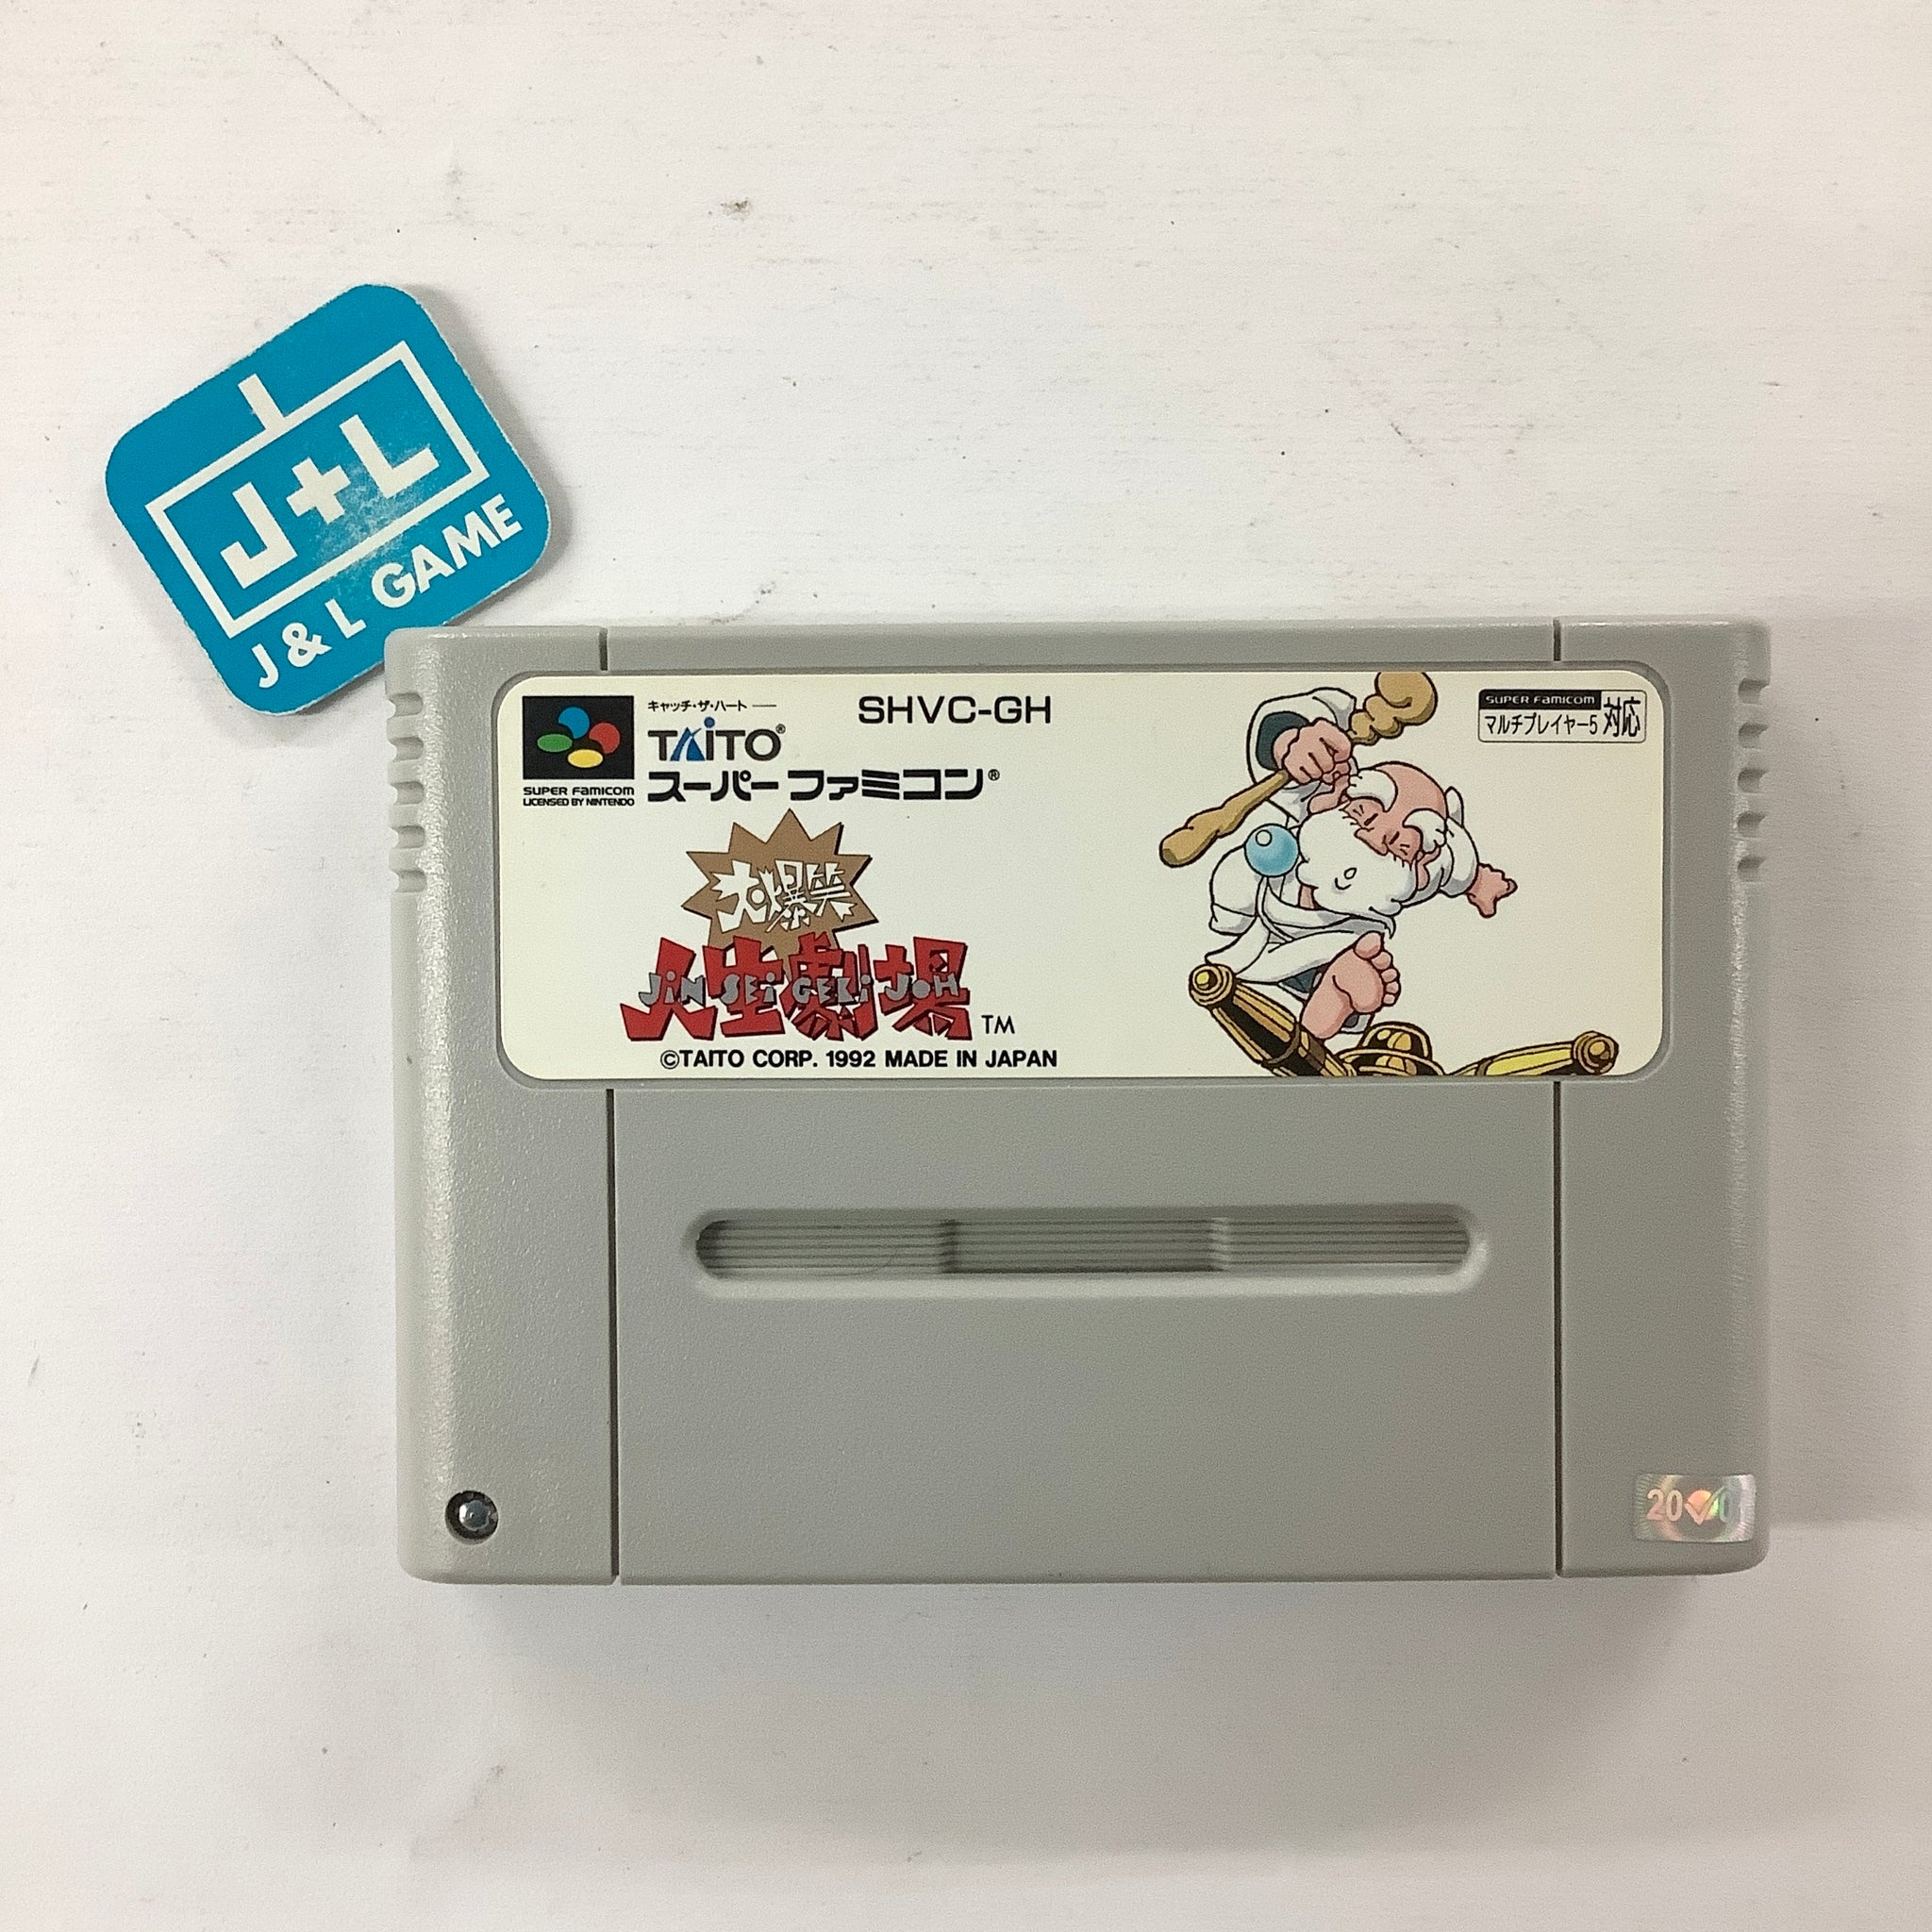 J+L
J & L GAME
キャッチ・ザ・ハート
TAITO®
SHVC-GH
SUPER FAMICOM
マルチプレイヤー5 対応
SUPER FAMICOM
LICENSED BY NINTENDO
スーパーファミコン®
大爆笑
人生劇場
JIN SEI GEKI JOH
TM
©TAITO CORP. 1992 MADE IN JAPAN